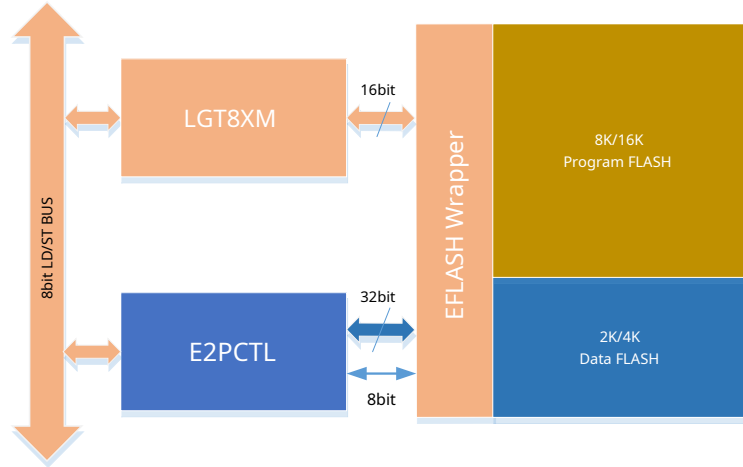 8bit LD/ST BUS
LGT8XM
16bit
E2PCTL
32bit
8bit
EFLASH Wrapper
8K/16K
Program FLASH
2K/4K
Data FLASH